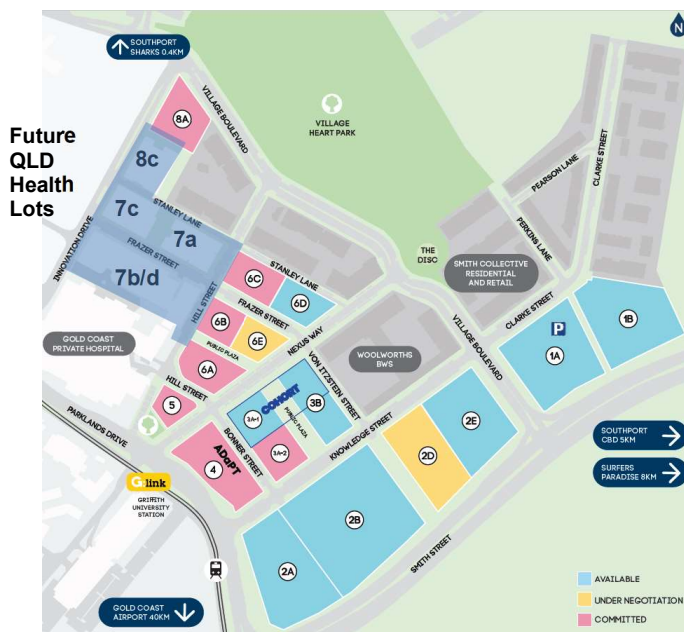 SOUTHPORT
SHARKS 0.4KM
N
8A
VILLAGE BOULEVARD
VILLAGE
HEART PARK
Future
QLD
Health
Lots
8c
7c
STANLEY LANE
7a
INNOVATION DRIVE
FRAZER STREET
7b/d
HILL STREET
PEARSON LANE
CLARKE STREET
PERKINS LANE
THE
DISC
SMITH COLLECTIVE
RESIDENTIAL
AND RETAIL
6C
STANLEY LANE
6D
FRAZER STREET
6B
6E
PUBLIC PLAZA
NEXUS WAY
6A
GOLD COAST
PRIVATE HOSPITAL
WOOLWORTHS
BWS
VILLAGE BOULEVARD
CLARKE STREET
P
1A
1B
HILL STREET
5
PARKLANDS DRIVE
COHORT
3A-1
3B
PUBLIC PLAZA
VON ITZSTEIN STREET
3A-2
BONNER STREET
ADaPT
4
KNOWLEDGE STREET
2E
2D
2B
2A
SMITH STREET
G:link
GRIFFITH
UNIVERSITY
STATION
SOUTHPORT
CBD 5KM
SURFERS
PARADISE 8KM
GOLD COAST
AIRPORT 40KM
AVAILABLE
UNDER NEGOTIATION
COMMITTED